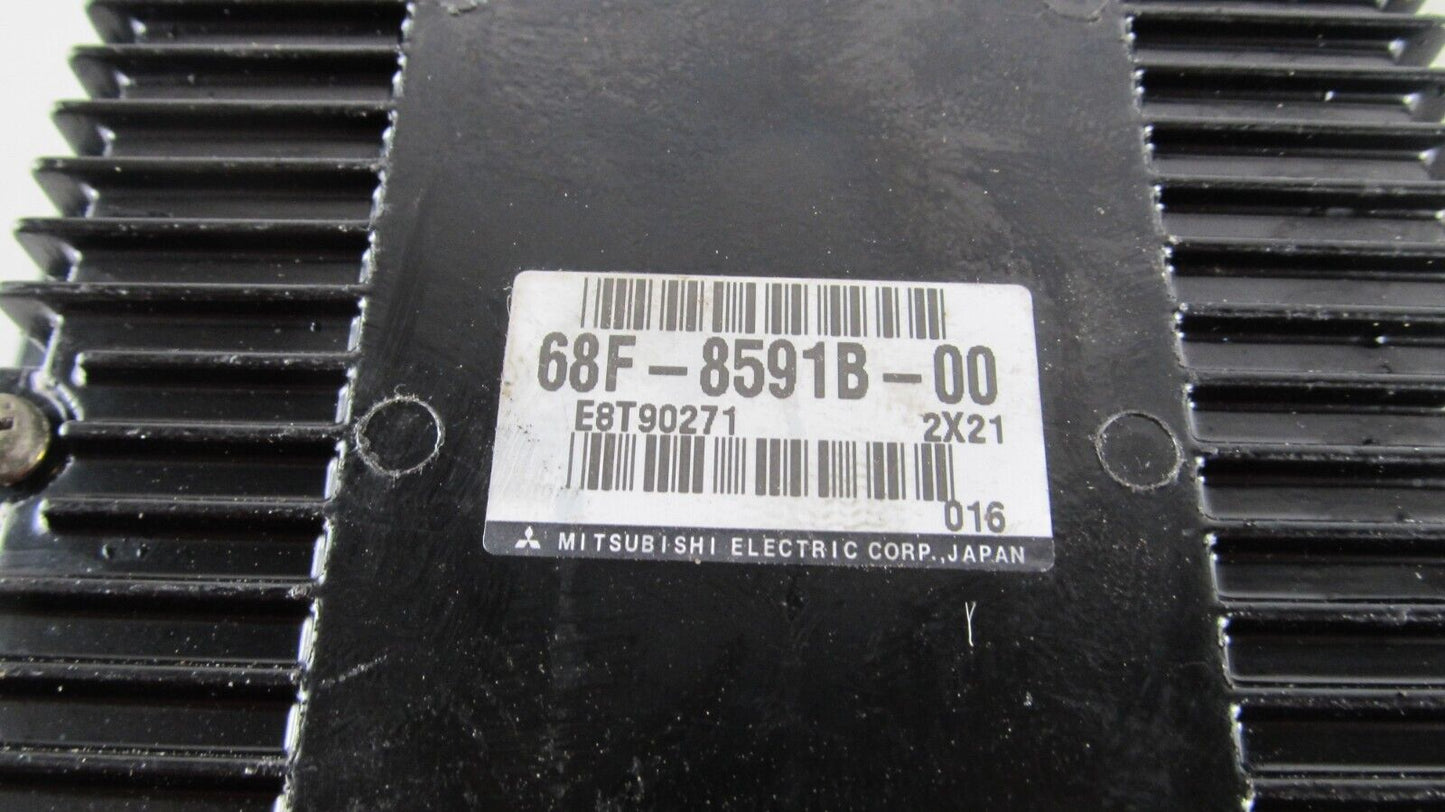 68F-8591B-00
E8T90271 2X21
016
MITSUBISHI ELECTRIC CORP.,JAPAN